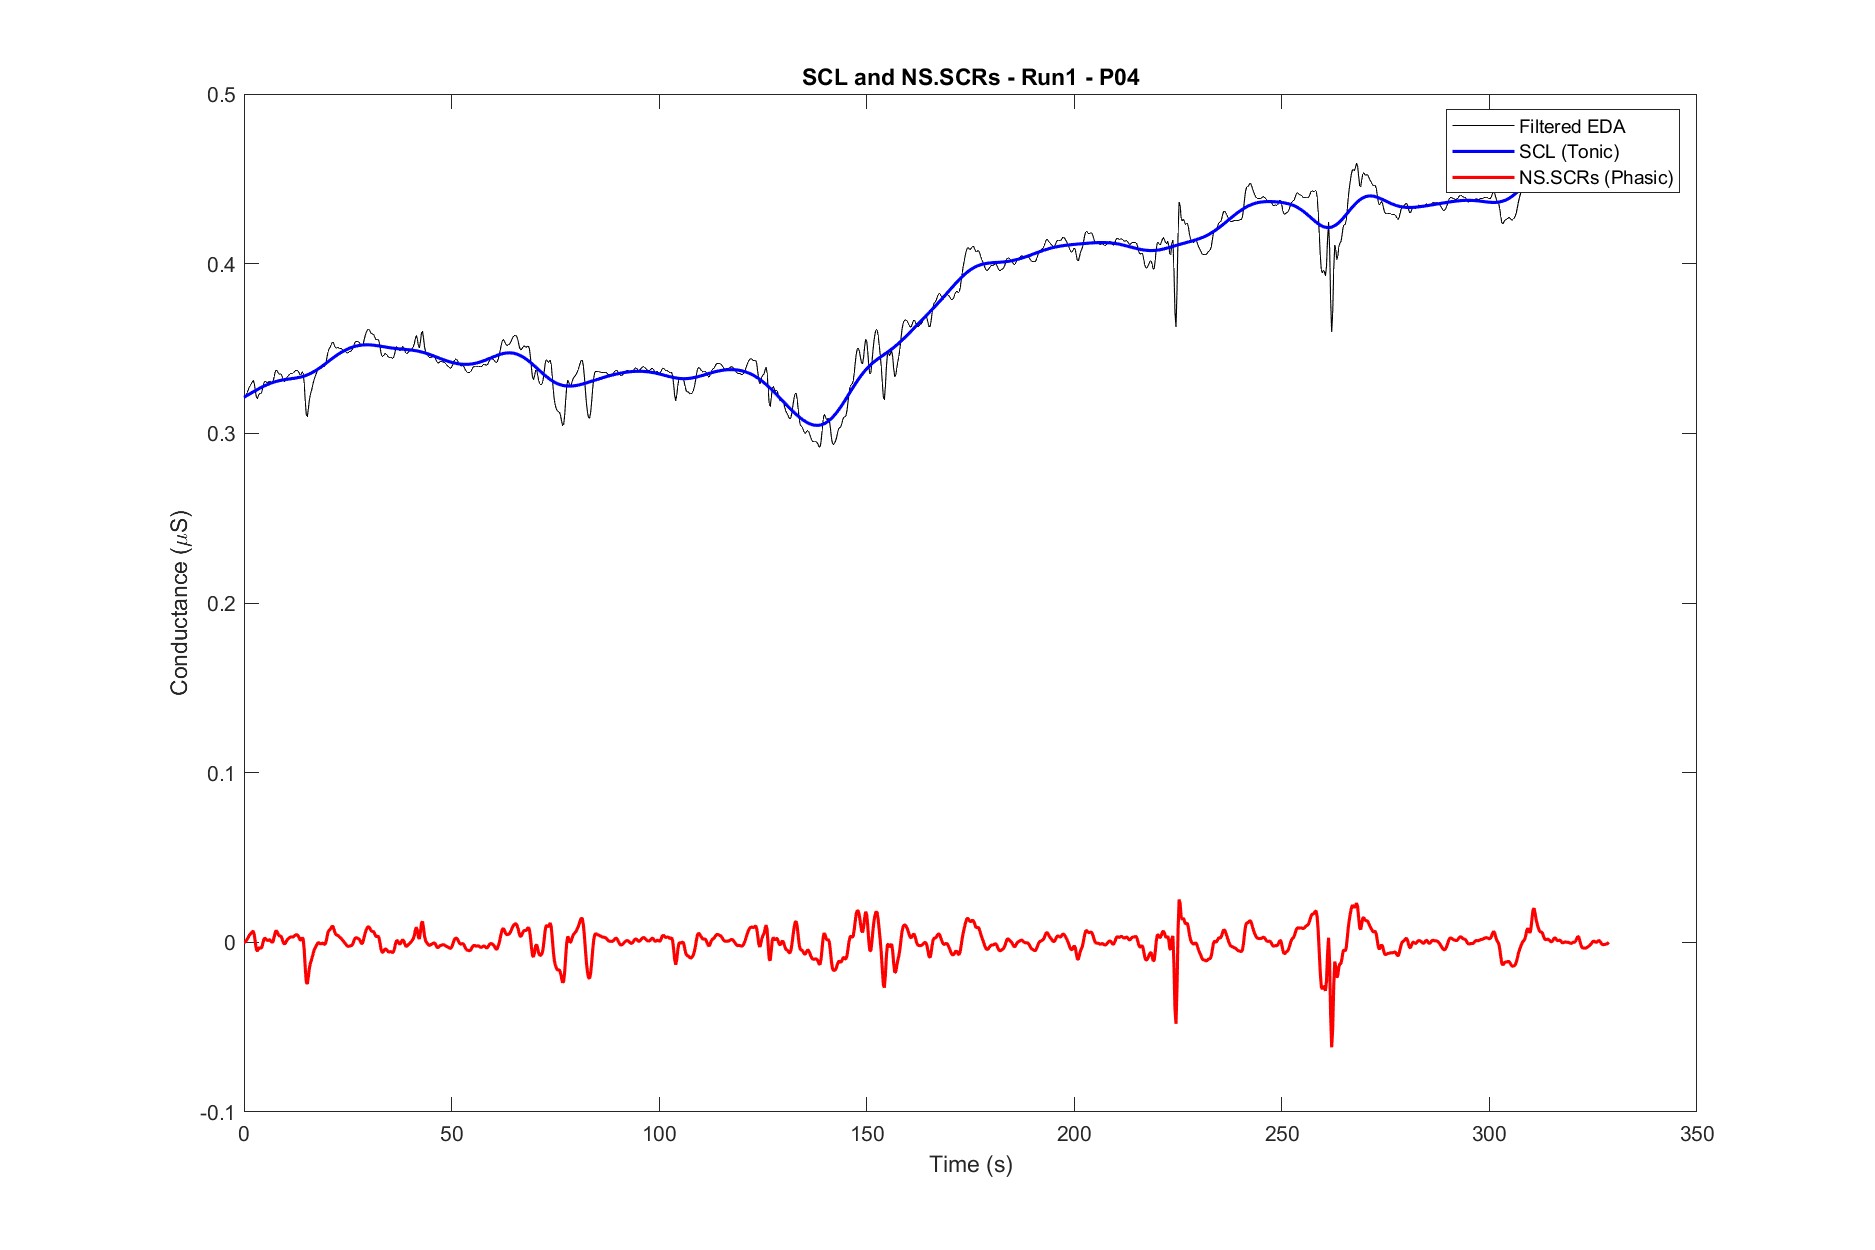 SCL and NS.SCRs - Run1 - P04
0.5
0.4
0.3
0.2
0.1
0
-0.1
Conductance (μS)
Filtered EDA
SCL (Tonic)
NS.SCRs (Phasic)
0 50 100 150 200 250 300 350
Time (s)